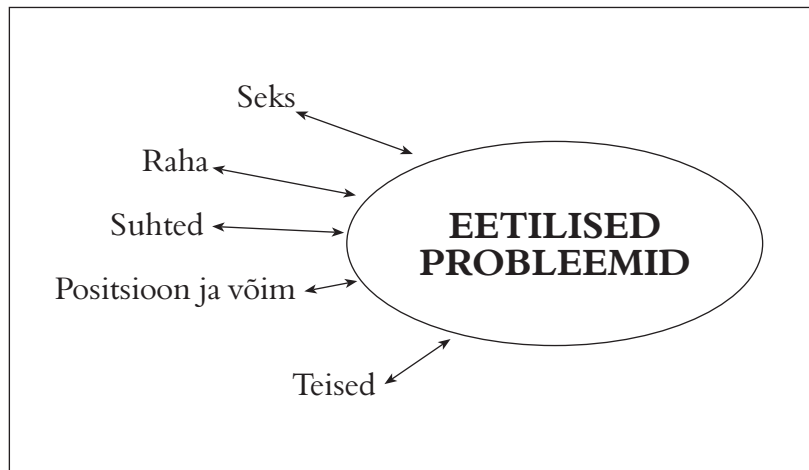 Seks
Raha
Suhted
Positsioon ja võim
Teised
EETILISED
PROBLEEMID